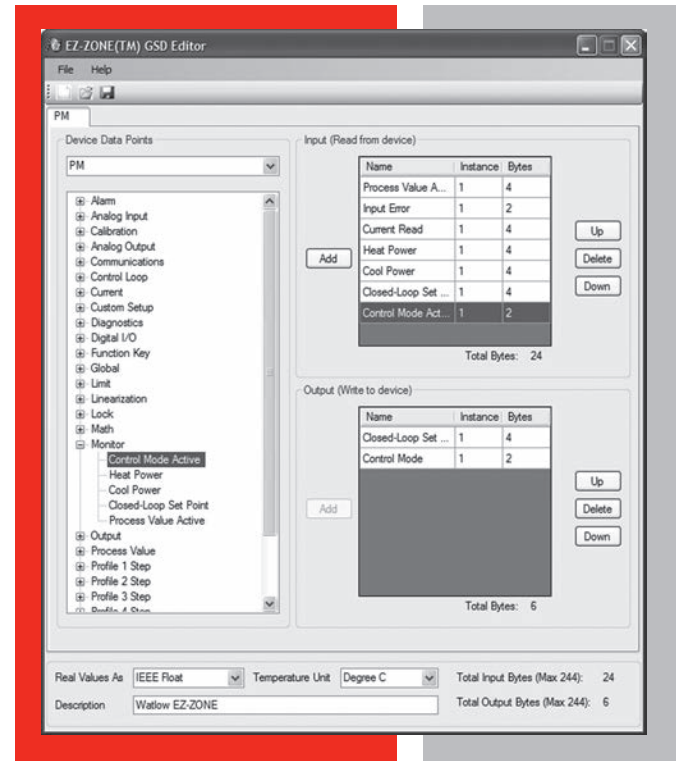 EZ-ZONE(TM) GSD Editor
File Help
PM
Device Data Points
PM
Alarm
Analog Input
Calibration
Analog Output
Communications
Control Loop
Current
Custom Setup
Diagnostics
Digital I/O
Function Key
Global
Limit
Linearization
Lock
Math
Monitor
Control Mode Active
Heat Power
Cool Power
Closed-Loop Set Point
Process Value Active
Output
Process Value
Profile 1 Step
Profile 2 Step
Profile 3 Step
Profile 4 Step
Input (Read from device)
Name Instance Bytes
Process Value A... 1 4
Input Error 1 2
Current Read 1 4
Heat Power 1 4
Cool Power 1 4
Closed-Loop Set ... 1 4
Control Mode Act... 1 2
Add
Up
Delete
Down
Total Bytes: 24
Output (Write to device)
Name Instance Bytes
Closed-Loop Set ... 1 4
Control Mode 1 2
Add
Up
Delete
Down
Total Bytes: 6
Real Values As IEEE Float Temperature Unit Degree C Total Input Bytes (Max 244): 24
Description Watlow EZ-ZONE Total Output Bytes (Max 244): 6